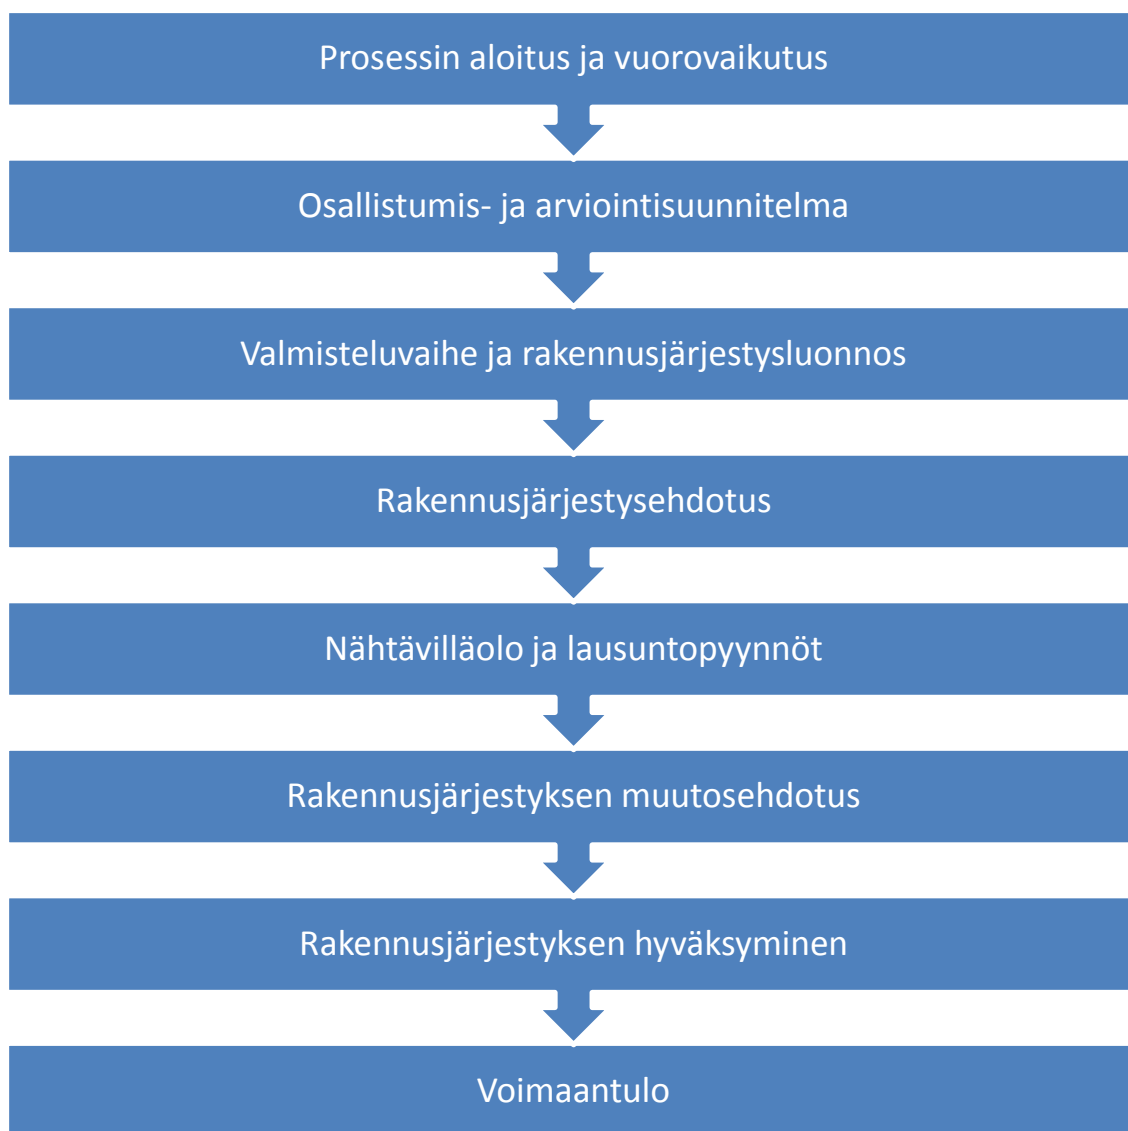 Prosessin aloitus ja vuorovaikutus
Osallistumis- ja arviointisuunnitelma
Valmisteluvaihe ja rakennusjärjestysluonnos
Rakennusjärjestysehdotus
Nähtävilläolo ja lausuntopyynnöt
Rakennusjärjestyksen muutosehdotus
Rakennusjärjestyksen hyväksyminen
Voimaantulo